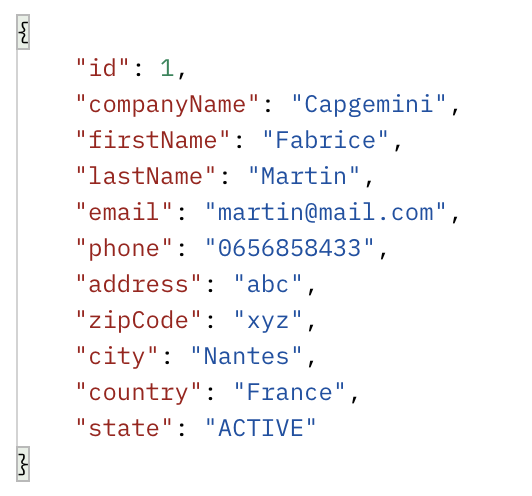 {
"id": 1,
"companyName": "Capgemini",
"firstName": "Fabrice",
"lastName": "Martin",
"email": "martin@mail.com",
"phone": "0656858433",
"address": "abc",
"zipCode": "xyz",
"city": "Nantes",
"country": "France",
"state": "ACTIVE"
}